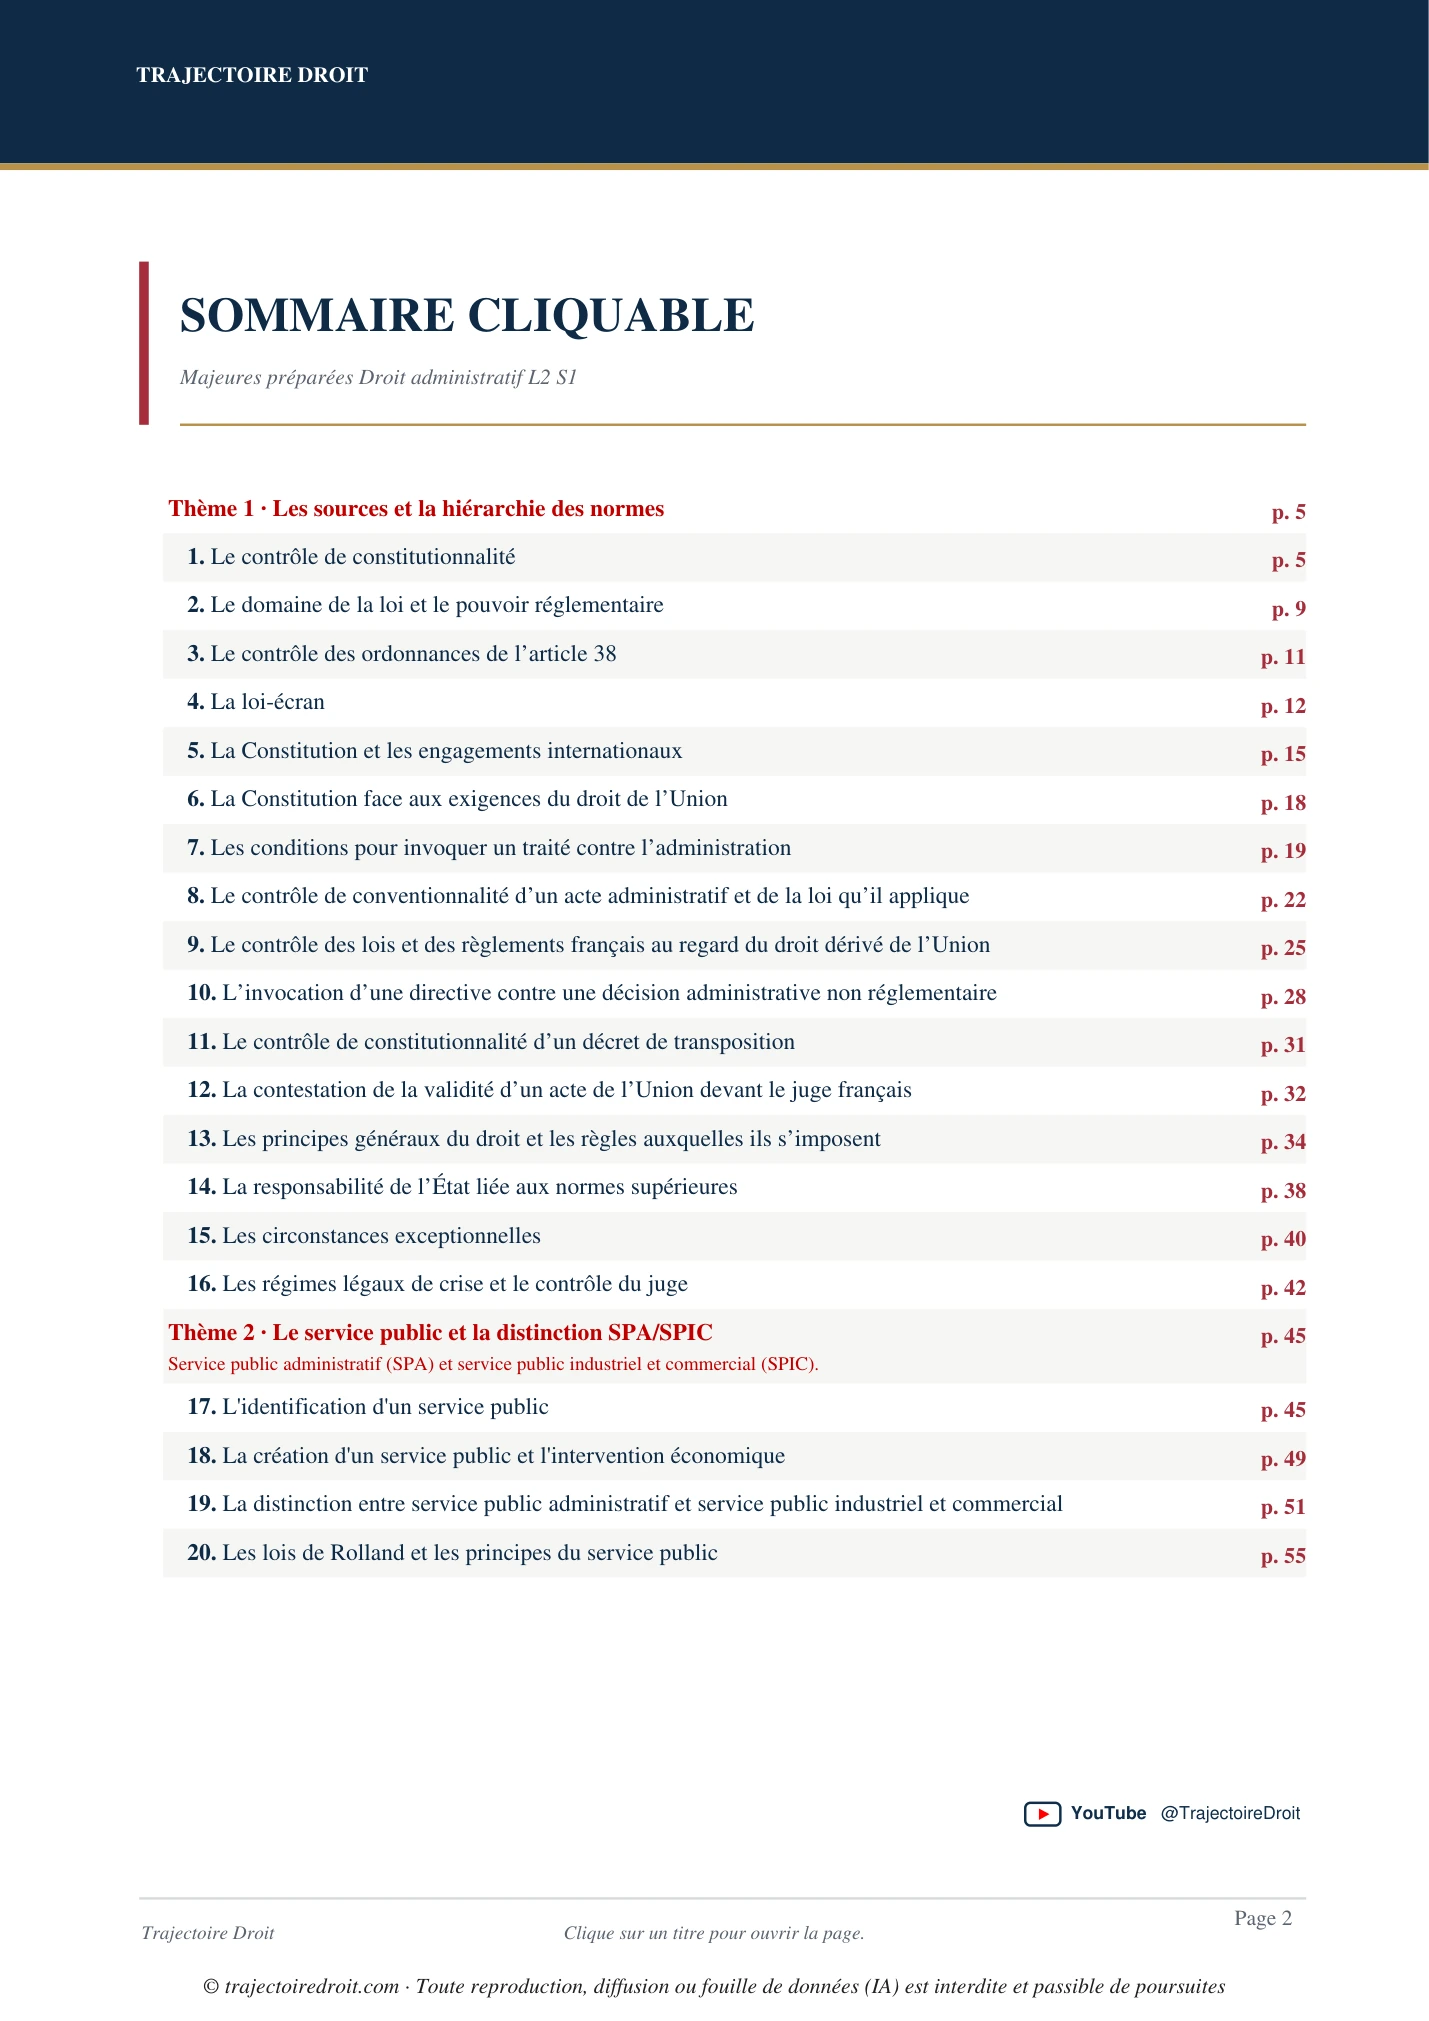 TRAJECTOIRE DROIT
SOMMAIRE CLIQUABLE
Majeures préparées Droit administratif L2 S1
Thème 1 · Les sources et la hiérarchie des normes p. 5
1. Le contrôle de constitutionnalité p. 5
2. Le domaine de la loi et le pouvoir réglementaire p. 9
3. Le contrôle des ordonnances de l’article 38 p. 11
4. La loi-écran p. 12
5. La Constitution et les engagements internationaux p. 15
6. La Constitution face aux exigences du droit de l’Union p. 18
7. Les conditions pour invoquer un traité contre l’administration p. 19
8. Le contrôle de conventionnalité d’un acte administratif et de la loi qu’il applique p. 22
9. Le contrôle des lois et des règlements français au regard du droit dérivé de l’Union p. 25
10. L’invocation d’une directive contre une décision administrative non réglementaire p. 28
11. Le contrôle de constitutionnalité d’un décret de transposition p. 31
12. La contestation de la validité d’un acte de l’Union devant le juge français p. 32
13. Les principes généraux du droit et les règles auxquelles ils s’imposent p. 34
14. La responsabilité de l’État liée aux normes supérieures p. 38
15. Les circonstances exceptionnelles p. 40
16. Les régimes légaux de crise et le contrôle du juge p. 42
Thème 2 · Le service public et la distinction SPA/SPIC p. 45
Service public administratif (SPA) et service public industriel et commercial (SPIC).
17. L'identification d'un service public p. 45
18. La création d'un service public et l'intervention économique p. 49
19. La distinction entre service public administratif et service public industriel et commercial p. 51
20. Les lois de Rolland et les principes du service public p. 55
YouTube @TrajectoireDroit
Page 2
Trajectoire Droit Clique sur un titre pour ouvrir la page.
© trajectoiredroit.com · Toute reproduction, diffusion ou fouille de données (IA) est interdite et passible de poursuites